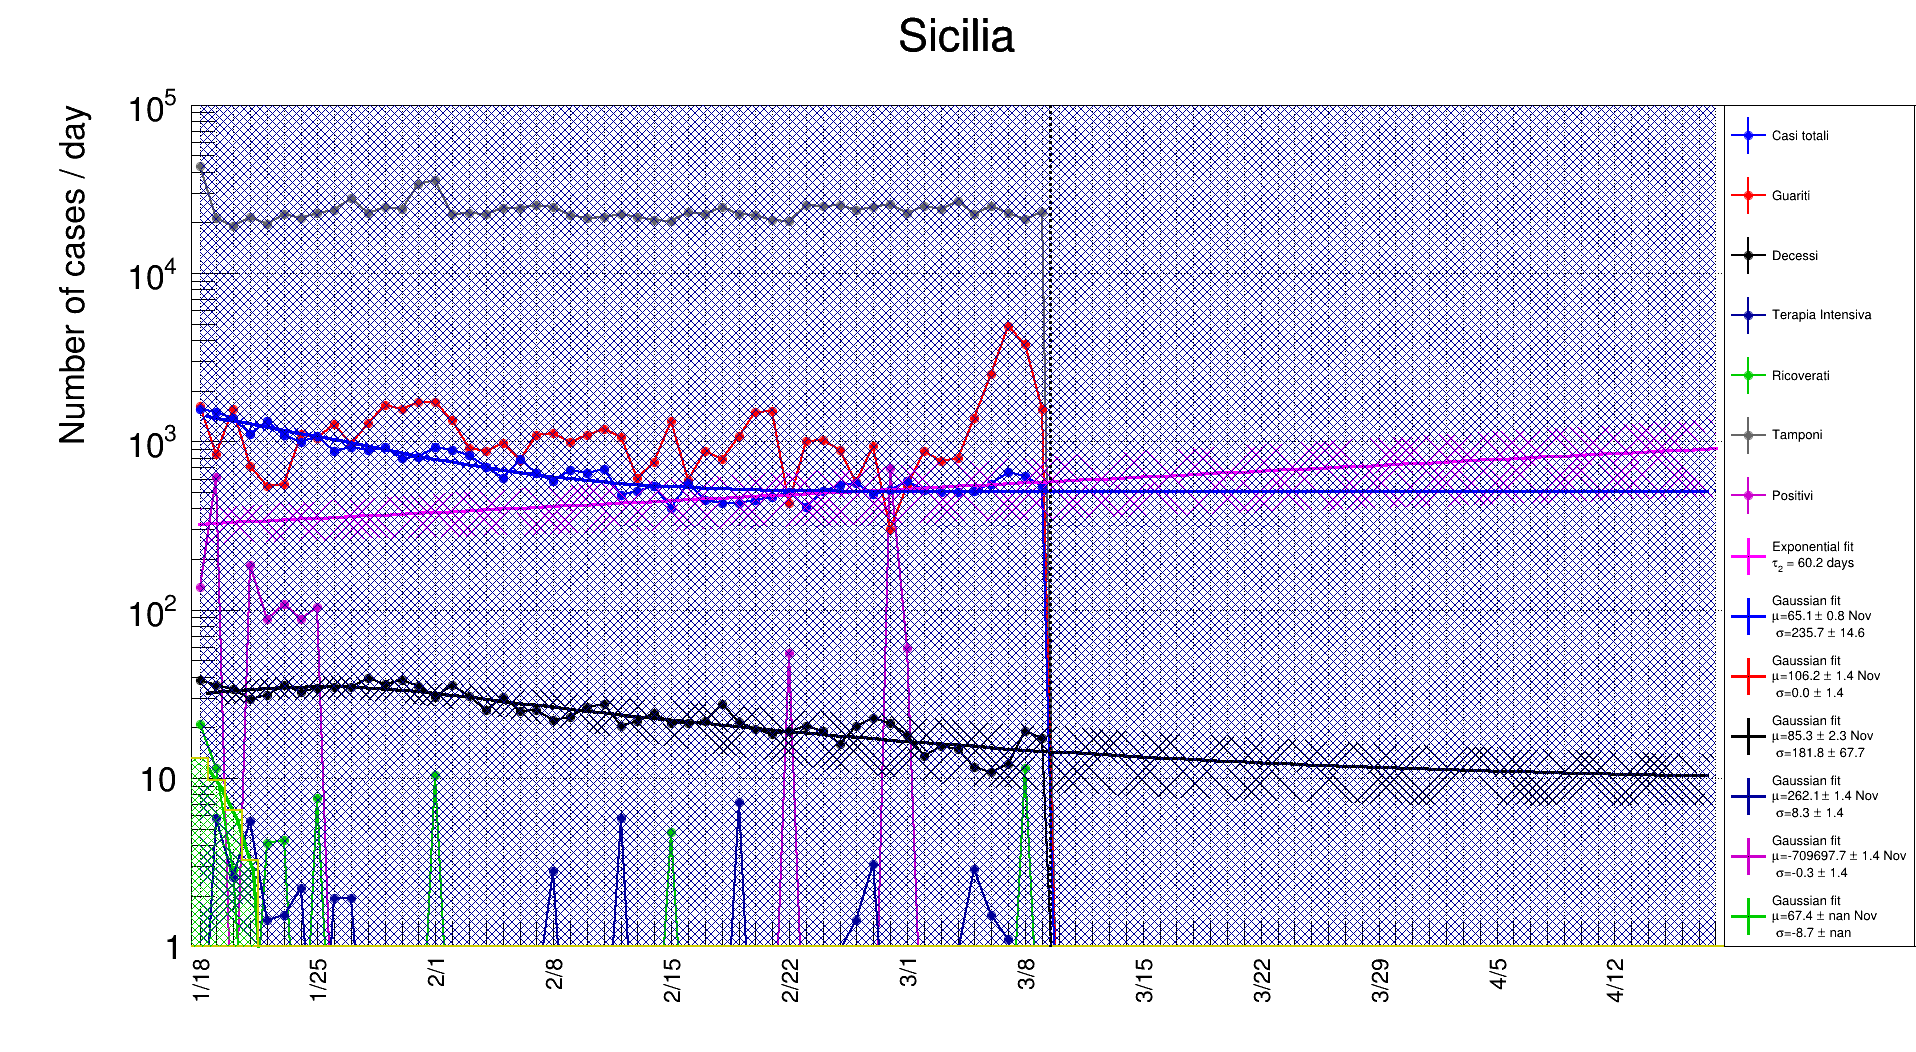 Sicilia
Number of cases / day
10^5
10^4
10^3
10^2
10
1
1/18
1/25
2/1
2/8
2/15
2/22
3/1
3/8
3/15
3/22
3/29
4/5
4/12
Casi totali
Guariti
Decessi
Terapia Intensiva
Ricoverati
Tamponi
Positivi
Exponential fit
τ₂ = 60.2 days
Gaussian fit
μ=65.1 ± 0.8 Nov
σ=235.7 ± 14.6
Gaussian fit
μ=106.2 ± 1.4 Nov
σ=0.0 ± 1.4
Gaussian fit
μ=85.3 ± 2.3 Nov
σ=181.8 ± 67.7
Gaussian fit
μ=262.1 ± 1.4 Nov
σ=8.3 ± 1.4
Gaussian fit
μ=-709697.7 ± 1.4 Nov
σ=-0.3 ± 1.4
Gaussian fit
μ=67.4 ± nan Nov
σ=-8.7 ± nan